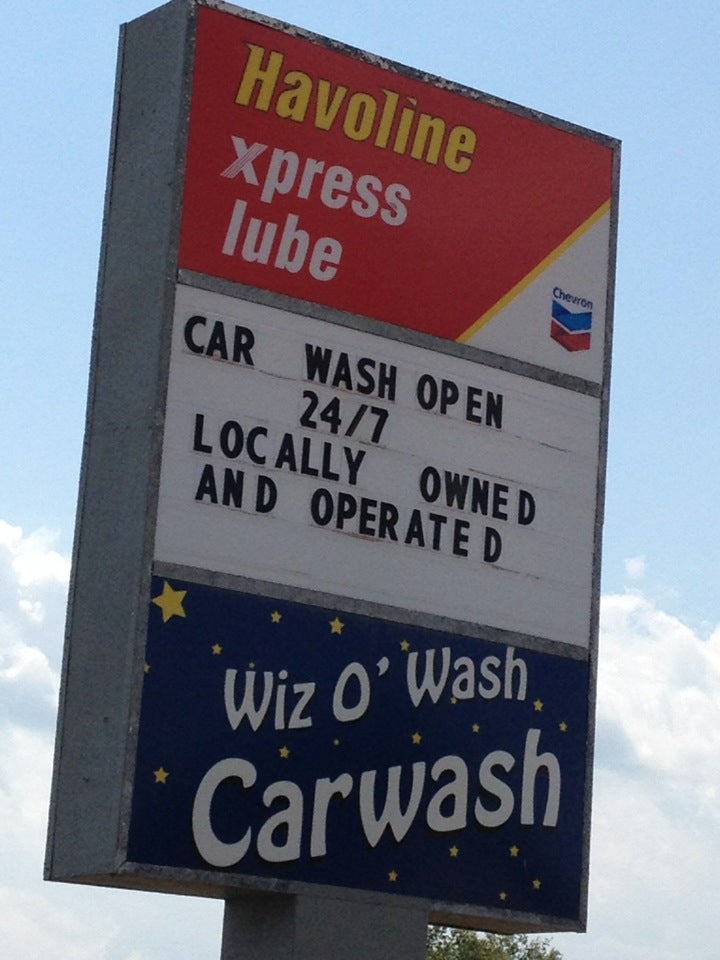 Havoline
xpress
lube
Chevron
CAR WASH OPEN
24/7
LOCALLY OWNED
AND OPERATED
Wiz O' Wash
Carwash